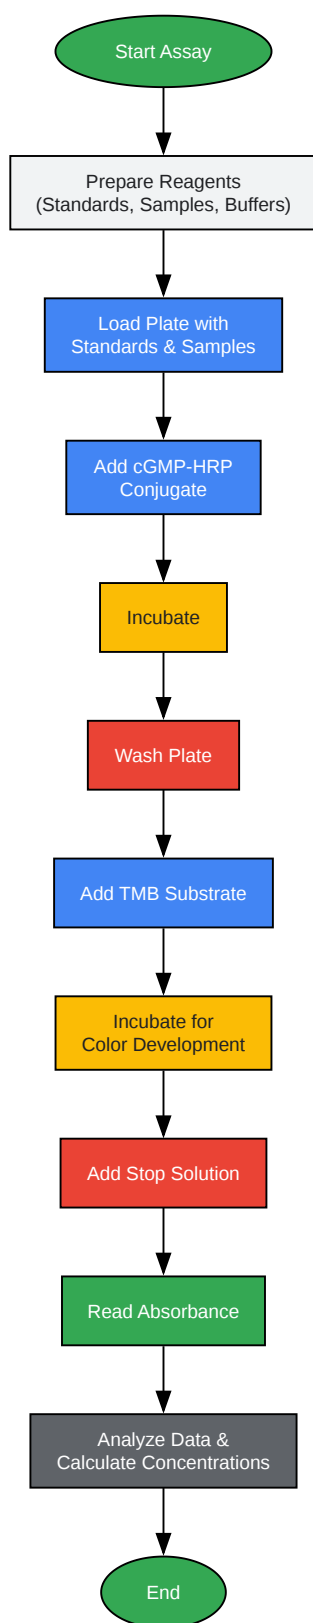 Start Assay
Prepare Reagents
(Standards, Samples, Buffers)
Load Plate with
Standards & Samples
Add cGMP-HRP
Conjugate
Incubate
Wash Plate
Add TMB Substrate
Incubate for
Color Development
Add Stop Solution
Read Absorbance
Analyze Data &
Calculate Concentrations
End